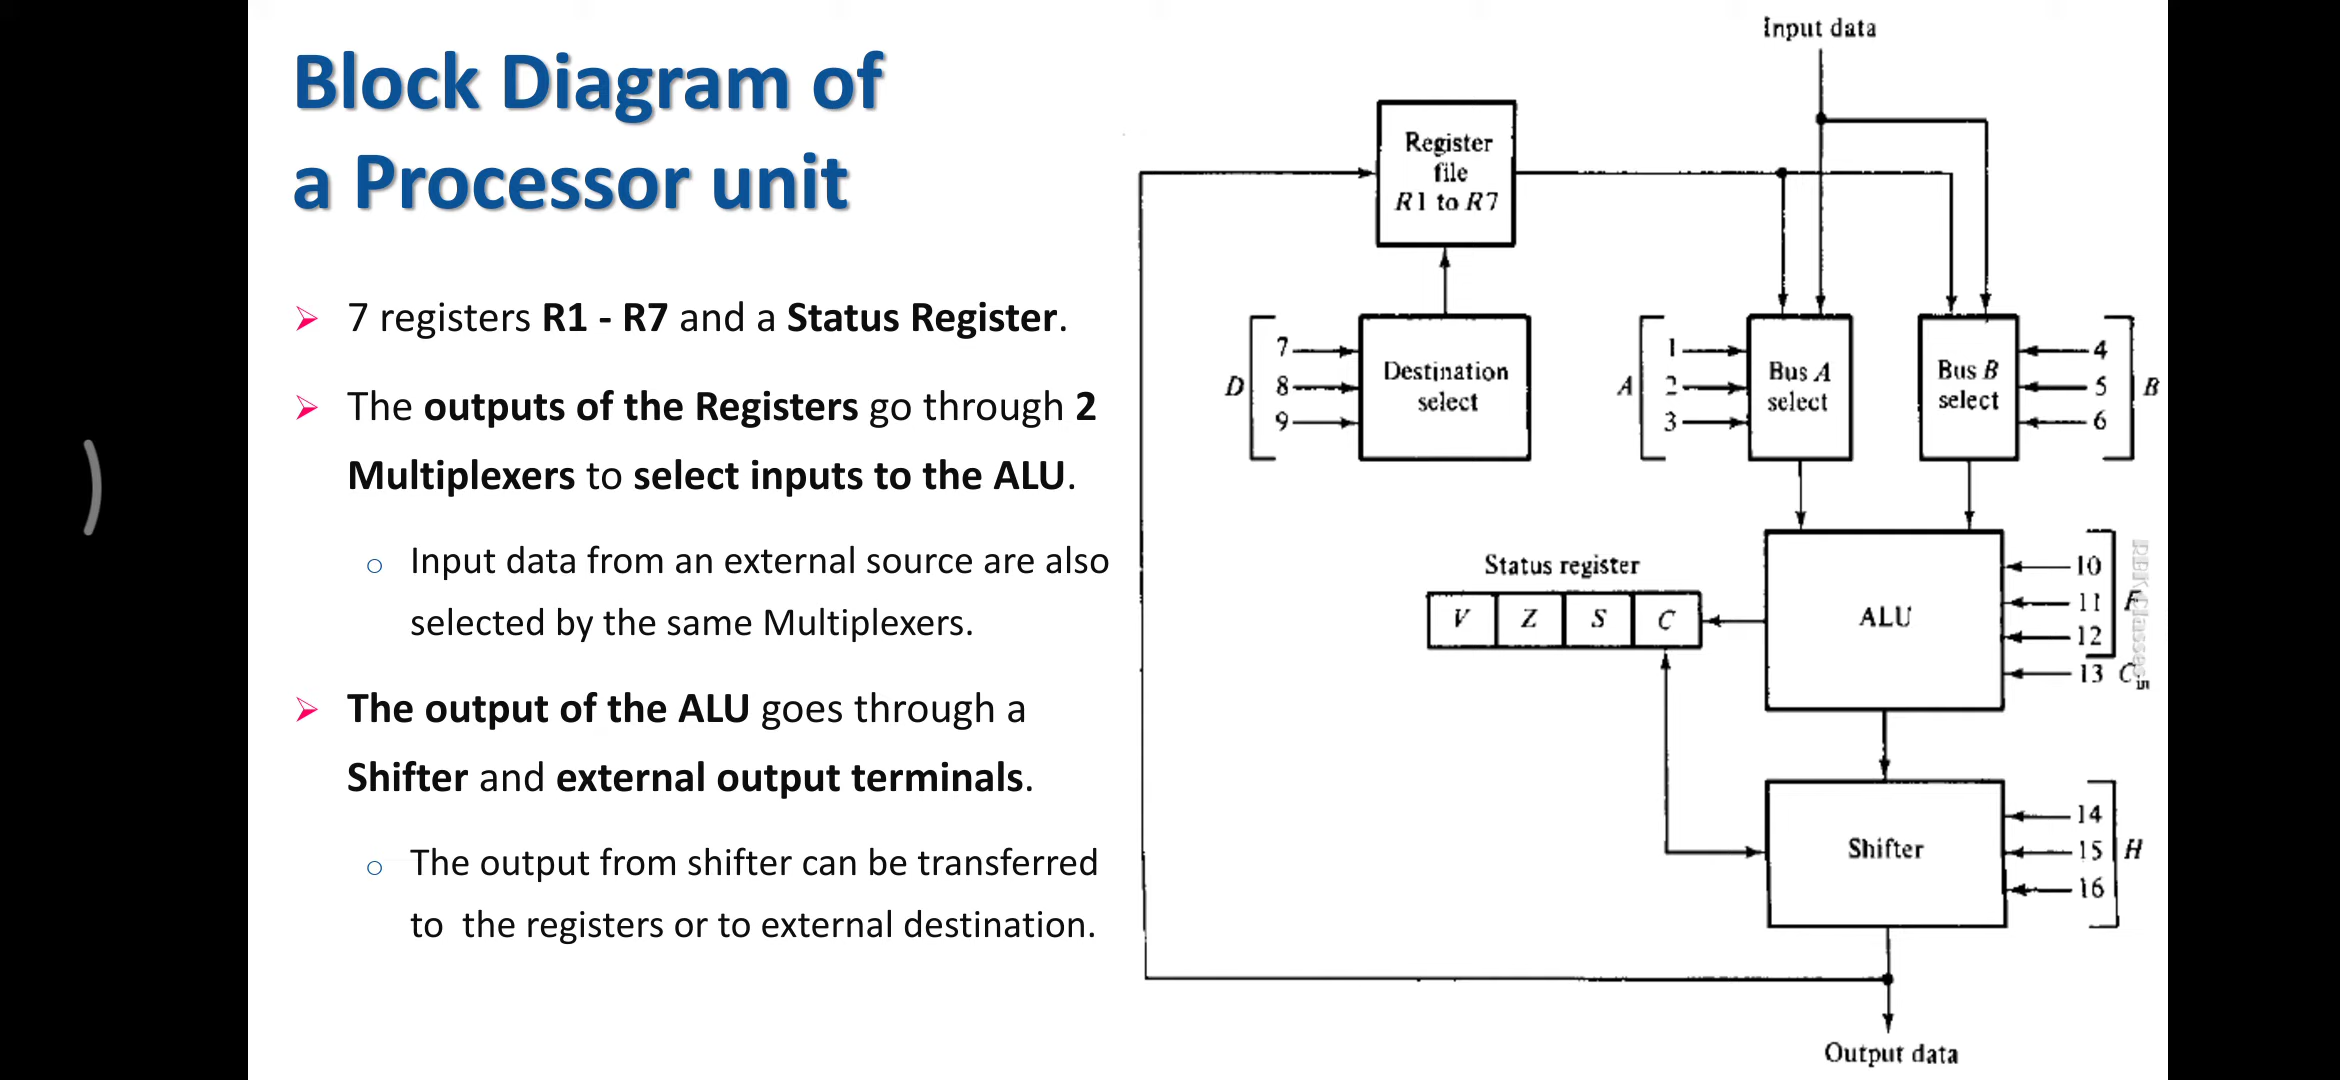 Block Diagram of
a Processor unit
7 registers R1 - R7 and a Status Register.
The outputs of the Registers go through 2
Multiplexers to select inputs to the ALU.
Input data from an external source are also
selected by the same Multiplexers.
The output of the ALU goes through a
Shifter and external output terminals.
The output from shifter can be transferred
to the registers or to external destination.
Input data
Register
file
R1 to R7
D
7
8
9
Destination
select
A
1
2
3
Bus A
select
Bus B
select
4
5
6
B
Status register
V Z S C
ALU
10
11
12
F
13 Cin
RBK Classes
Shifter
14
15
16
H
Output data